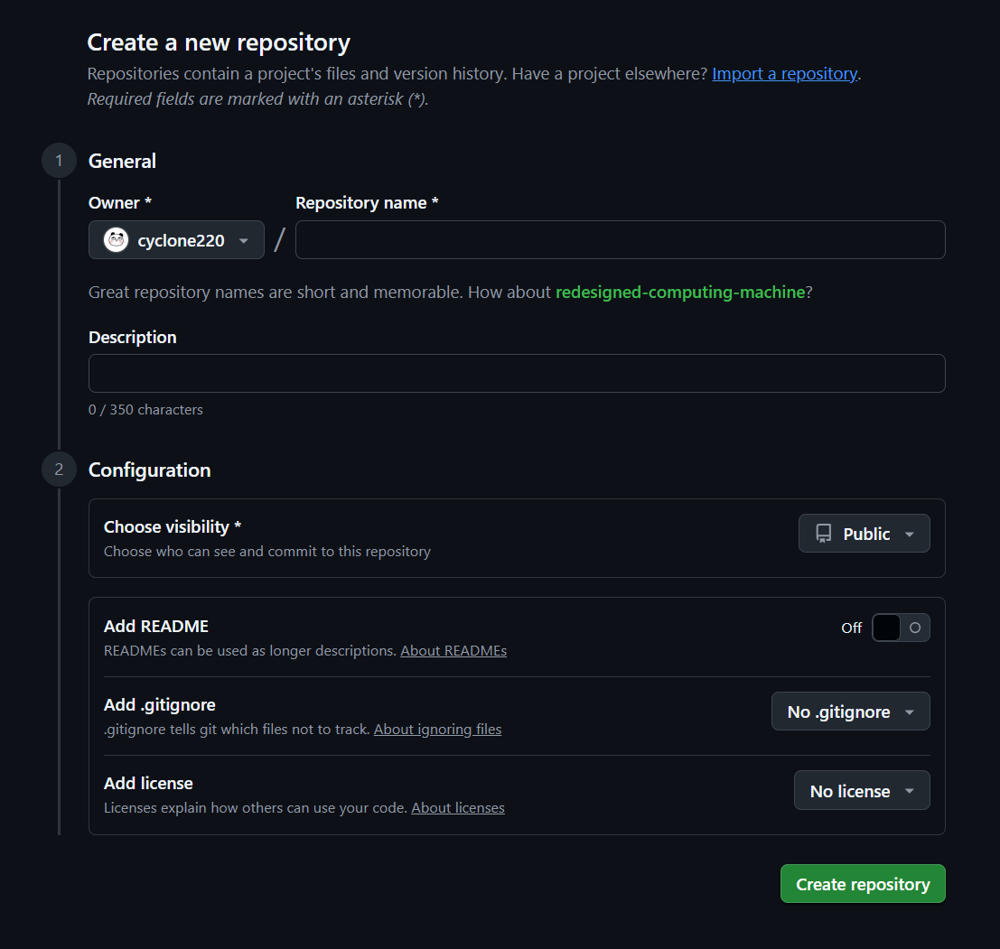 Create a new repository
Repositories contain a project's files and version history. Have a project elsewhere? Import a repository.
Required fields are marked with an asterisk (*).
1 General
Owner * Repository name *
cyclone220 /
Great repository names are short and memorable. How about redesigned-computing-machine?
Description
0 / 350 characters
2 Configuration
Choose visibility *
Choose who can see and commit to this repository
Public
Add README
READMEs can be used as longer descriptions. About READMEs
Off
Add .gitignore
.gitignore tells git which files not to track. About ignoring files
No .gitignore
Add license
Licenses explain how others can use your code. About licenses
No license
Create repository